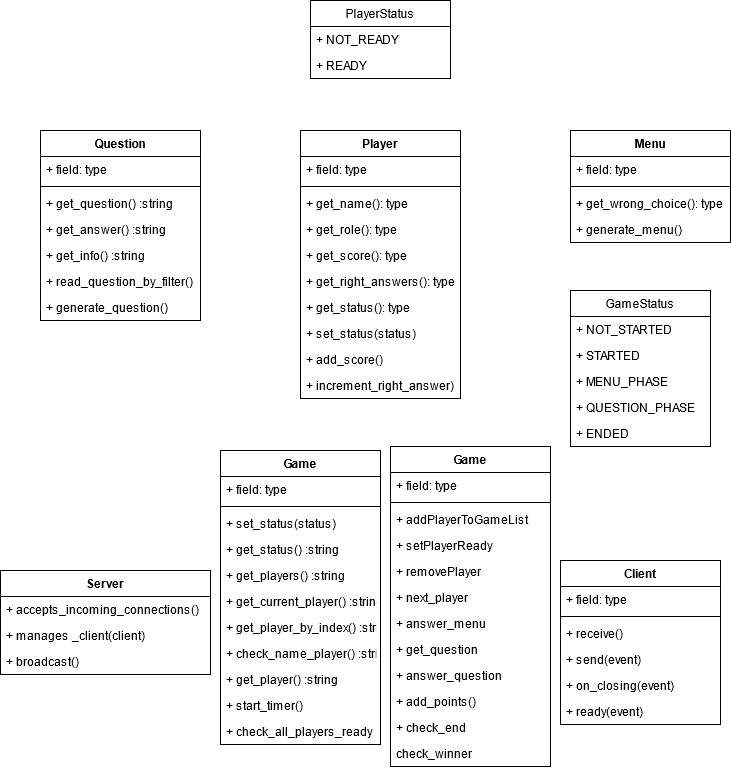 PlayerStatus
+ NOT_READY
+ READY
Question
+ field: type
+ get_question() :string
+ get_answer() :string
+ get_info() :string
+ read_question_by_filter()
+ generate_question()
Player
+ field: type
+ get_name(): type
+ get_role(): type
+ get_score(): type
+ get_right_answers(): type
+ get_status(): type
+ set_status(status)
+ add_score()
+ increment_right_answer)
Menu
+ field: type
+ get_wrong_choice(): type
+ generate_menu()
GameStatus
+ NOT_STARTED
+ STARTED
+ MENU_PHASE
+ QUESTION_PHASE
+ ENDED
Server
+ accepts_incoming_connections()
+ manages _client(client)
+ broadcast()
Game
+ field: type
+ set_status(status)
+ get_status() :string
+ get_players() :string
+ get_current_player() :strin
+ get_player_by_index() :str
+ check_name_player() :stri
+ get_player() :string
+ start_timer()
+ check_all_players_ready
Game
+ field: type
+ addPlayerToGameList
+ setPlayerReady
+ removePlayer
+ next_player
+ answer_menu
+ get_question
+ answer_question
+ add_points()
+ check_end
check_winner
Client
+ field: type
+ receive()
+ send(event)
+ on_closing(event)
+ ready(event)